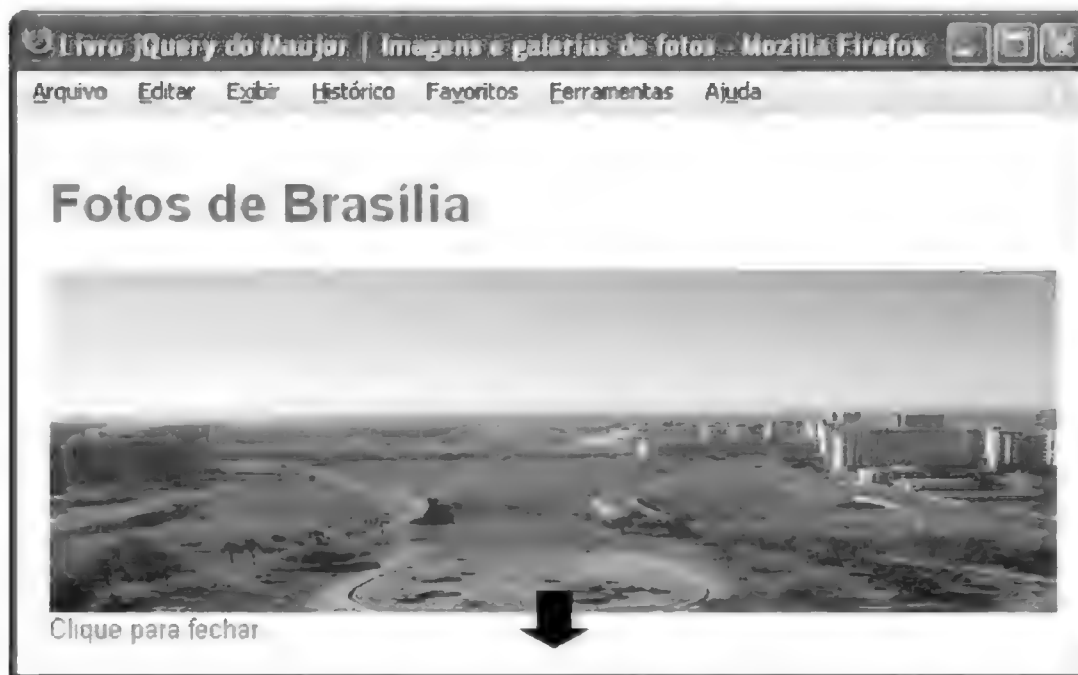 Livro jQuery do Maujor | Imagens e galerias de fotos - Mozilla Firefox
Arquivo Editar Exibir Histórico Favoritos Ferramentas Ajuda
Fotos de Brasília
Clique para fechar